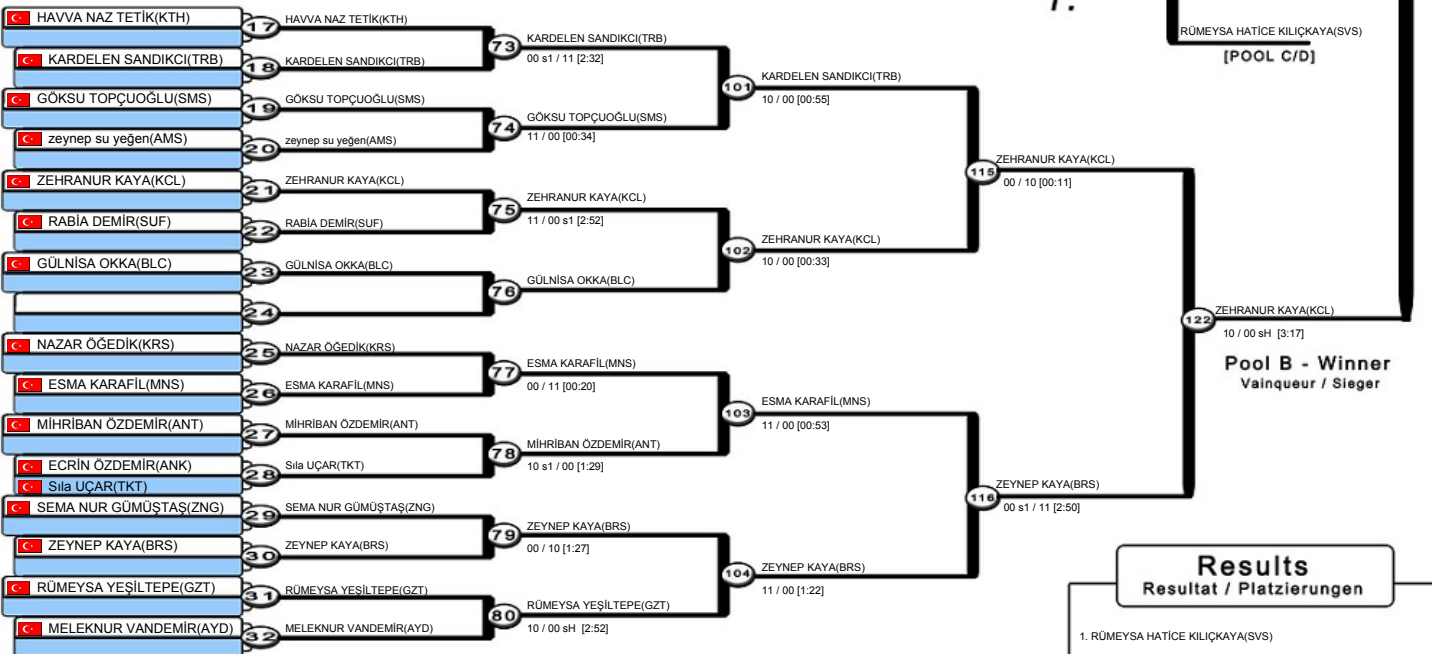 HAVVA NAZ TETİK(KTH)
KARDELEN SANDIKCI(TRB)
GÖKSU TOPÇUOĞLU(SMS)
zeynep su yeğen(AMS)
ZEHRANUR KAYA(KCL)
RABİA DEMİR(SUF)
GÜLNİSA OKKA(BLC)
NAZAR ÖĞEDİK(KRS)
ESMA KARAFİL(MNS)
MİHRİBAN ÖZDEMİR(ANT)
ECRİN ÖZDEMİR(ANK)
Sıla UÇAR(TKT)
SEMA NUR GÜMÜŞTAŞ(ZNG)
ZEYNEP KAYA(BRS)
RÜMEYSA YEŞİLTEPE(GZT)
MELEKNUR VANDEMİR(AYD)
17 HAVVA NAZ TETİK(KTH)
18 KARDELEN SANDIKCI(TRB)
19 GÖKSU TOPÇUOĞLU(SMS)
20 zeynep su yeğen(AMS)
21 ZEHRANUR KAYA(KCL)
22 RABİA DEMİR(SUF)
23 GÜLNİSA OKKA(BLC)
24
25 NAZAR ÖĞEDİK(KRS)
26 ESMA KARAFİL(MNS)
27 MİHRİBAN ÖZDEMİR(ANT)
28 Sıla UÇAR(TKT)
29 SEMA NUR GÜMÜŞTAŞ(ZNG)
30 ZEYNEP KAYA(BRS)
31 RÜMEYSA YEŞİLTEPE(GZT)
32 MELEKNUR VANDEMİR(AYD)
73 KARDELEN SANDIKCI(TRB)
00 s1 / 11 [2:32]
74 GÖKSU TOPÇUOĞLU(SMS)
11 / 00 [00:34]
75 ZEHRANUR KAYA(KCL)
11 / 00 s1 [2:52]
76 GÜLNİSA OKKA(BLC)
77 ESMA KARAFİL(MNS)
00 / 11 [00:20]
78 MİHRİBAN ÖZDEMİR(ANT)
10 s1 / 00 [1:29]
79 ZEYNEP KAYA(BRS)
00 / 10 [1:27]
80 RÜMEYSA YEŞİLTEPE(GZT)
10 / 00 sH [2:52]
101 KARDELEN SANDIKCI(TRB)
10 / 00 [00:55]
102 ZEHRANUR KAYA(KCL)
10 / 00 [00:33]
103 ESMA KARAFİL(MNS)
11 / 00 [00:53]
104 ZEYNEP KAYA(BRS)
11 / 00 [1:22]
115 ZEHRANUR KAYA(KCL)
00 / 10 [00:11]
116 ZEYNEP KAYA(BRS)
00 s1 / 11 [2:50]
122 ZEHRANUR KAYA(KCL)
10 / 00 sH [3:17]
Pool B - Winner
Vainqueur / Sieger
RÜMEYSA HATİCE KILIÇKAYA(SVS)
[POOL C/D]
Results
Resultat / Platzierungen
1. RÜMEYSA HATİCE KILIÇKAYA(SVS)